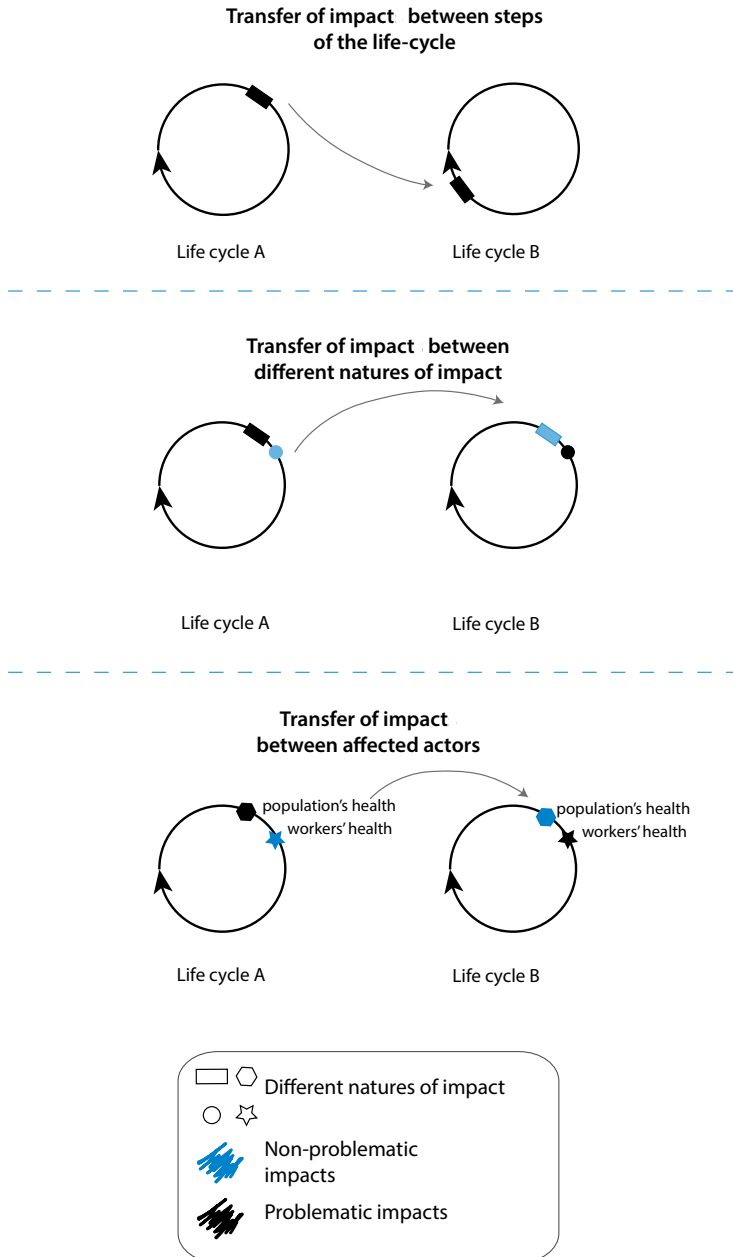 Transfer of impact between steps
of the life-cycle
Life cycle A
Life cycle B
Transfer of impact between
different natures of impact
Life cycle A
Life cycle B
Transfer of impact
between affected actors
population's health
workers' health
population's health
workers' health
Life cycle A
Life cycle B
Different natures of impact
Non-problematic
impacts
Problematic impacts